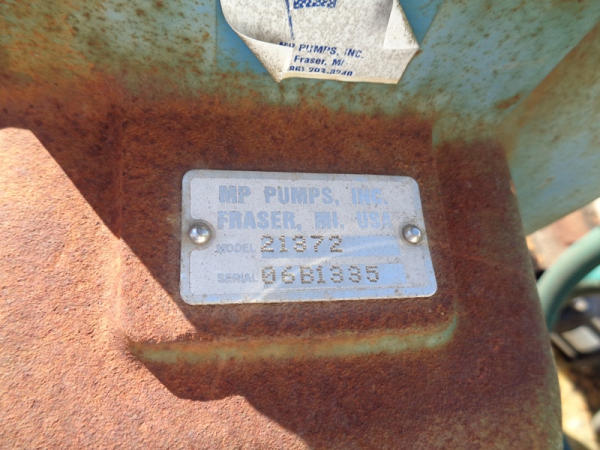 MP PUMPS, INC.
Fraser, MI
MP PUMPS, INC.
FRASER, MI. USA
MODEL 21372
SERIAL 06B1335